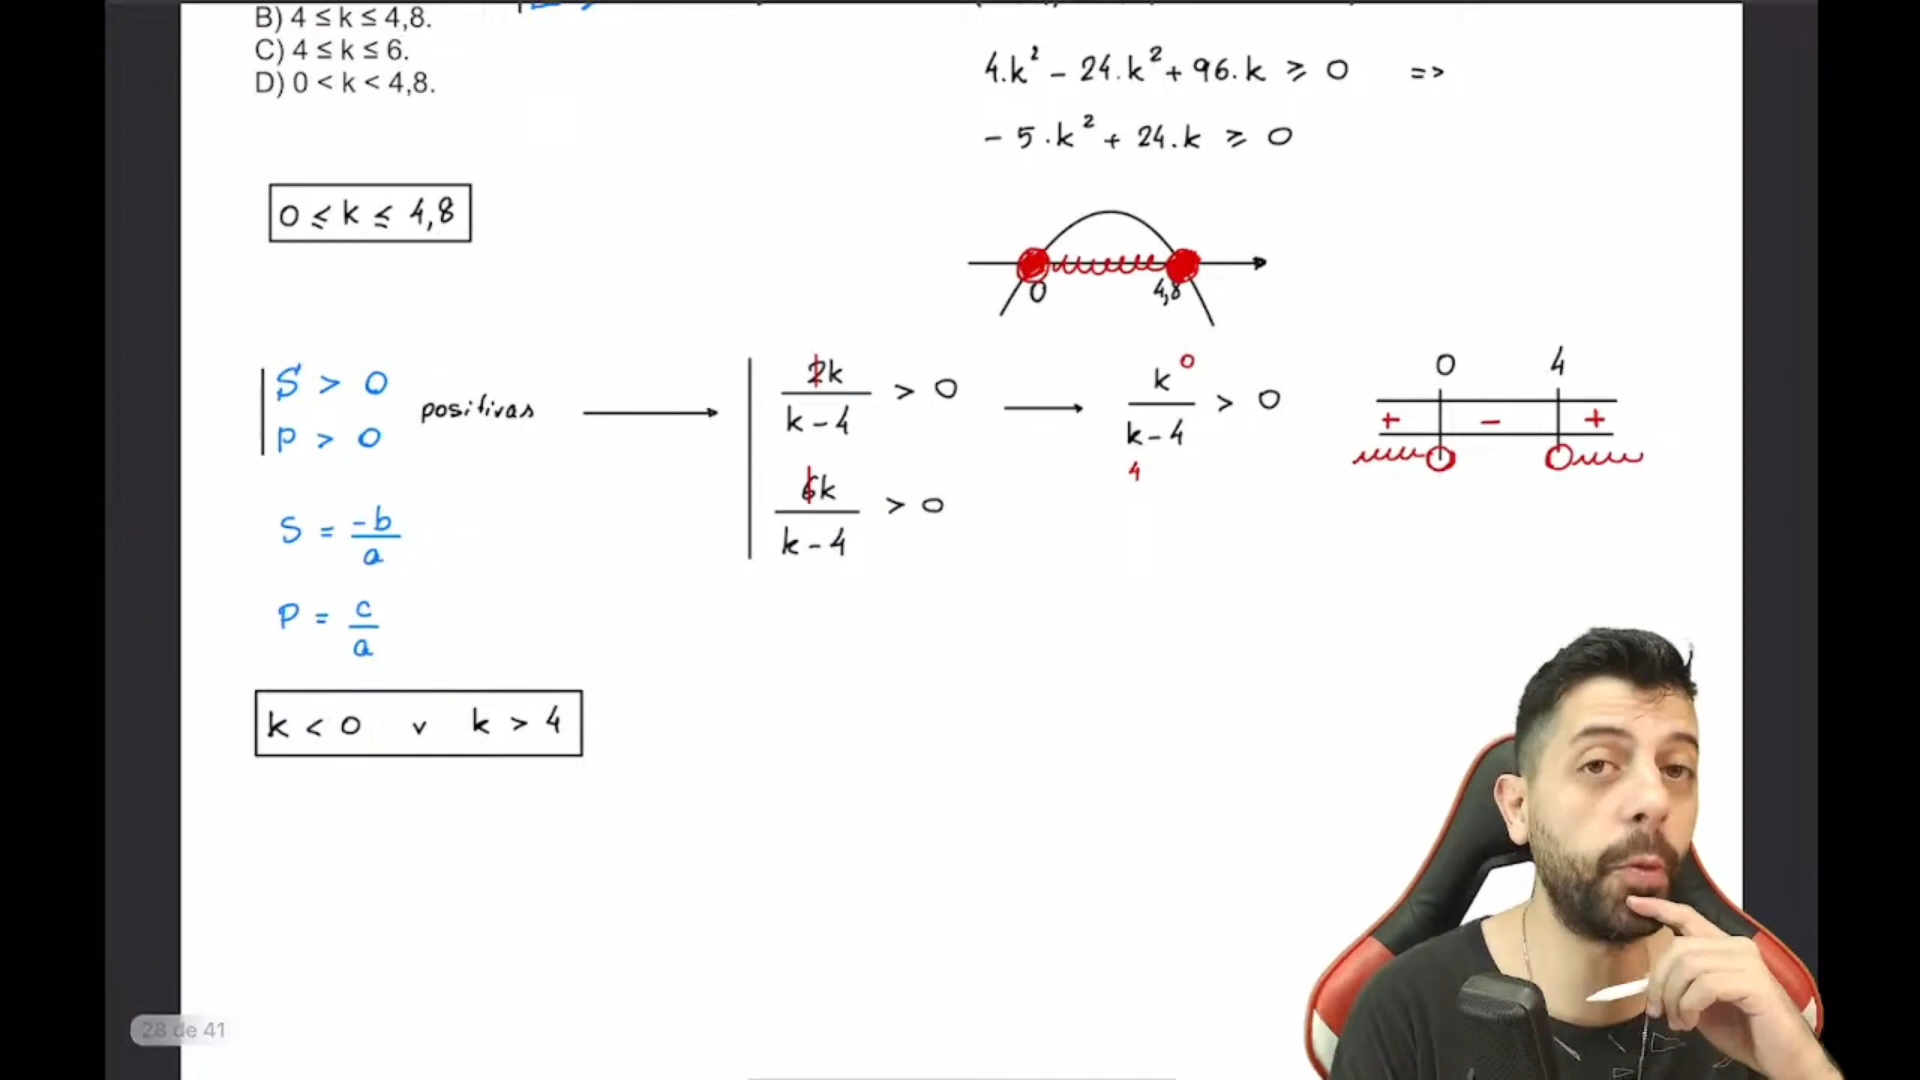 B) 4 ≤ k ≤ 4,8.
C) 4 ≤ k ≤ 6.
D) 0 < k < 4,8.
4.k² - 24.k² + 96.k ≥ 0 =>
- 5.k² + 24.k ≥ 0
0 ≤ k ≤ 4,8
0 4,8
S > 0
P > 0
positivas
2k / k - 4 > 0
6k / k - 4 > 0
k 0 / k - 4 > 0
4
0 4
+ - +
S = -b / a
P = c / a
k < 0 v k > 4
28 de 41